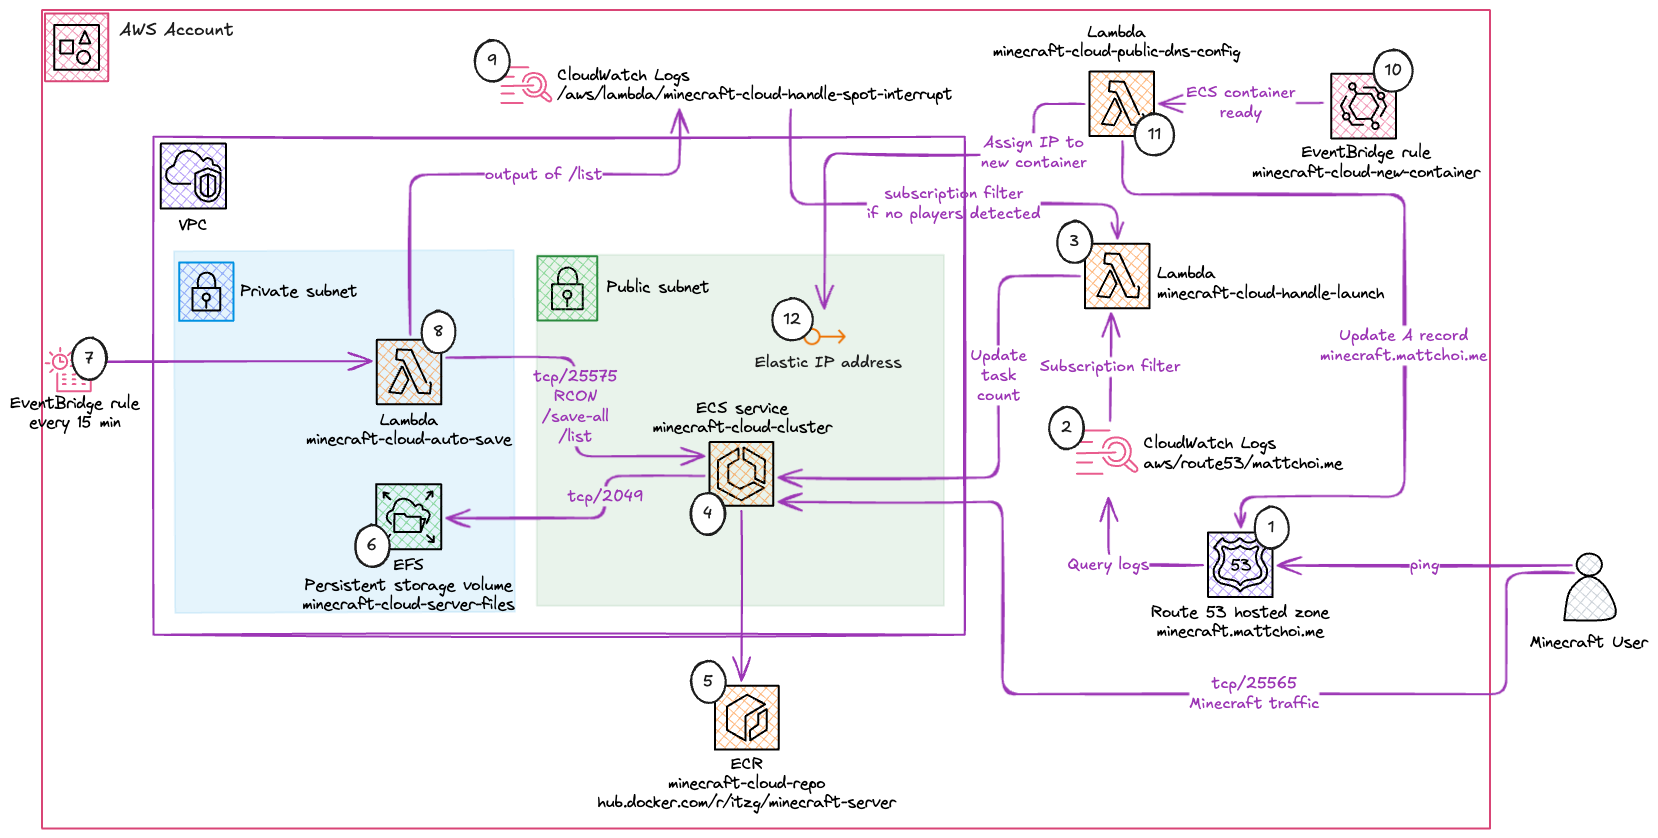 AWS Account
9
CloudWatch Logs
/aws/lambda/minecraft-cloud-handle-spot-interrupt
Lambda
minecraft-cloud-public-dns-config
11
10
ECS container
ready
EventBridge rule
minecraft-cloud-new-container
Assign IP to
new container
VPC
output of /list
subscription filter
if no players detected
3
Lambda
minecraft-cloud-handle-launch
Private subnet
Public subnet
12
Elastic IP address
Update A record
minecraft.mattchoi.me
Update
task
count
Subscription filter
7
EventBridge rule
every 15 min
8
Lambda
minecraft-cloud-auto-save
tcp/25575
RCON
/save-all
/list
ECS service
minecraft-cloud-cluster
4
2
CloudWatch Logs
aws/route53/mattchoi.me
tcp/2049
6
EFS
Persistent storage volume
minecraft-cloud-server-files
Query logs
1
53
Route 53 hosted zone
minecraft.mattchoi.me
ping
Minecraft User
tcp/25565
Minecraft traffic
5
ECR
minecraft-cloud-repo
hub.docker.com/r/itzg/minecraft-server